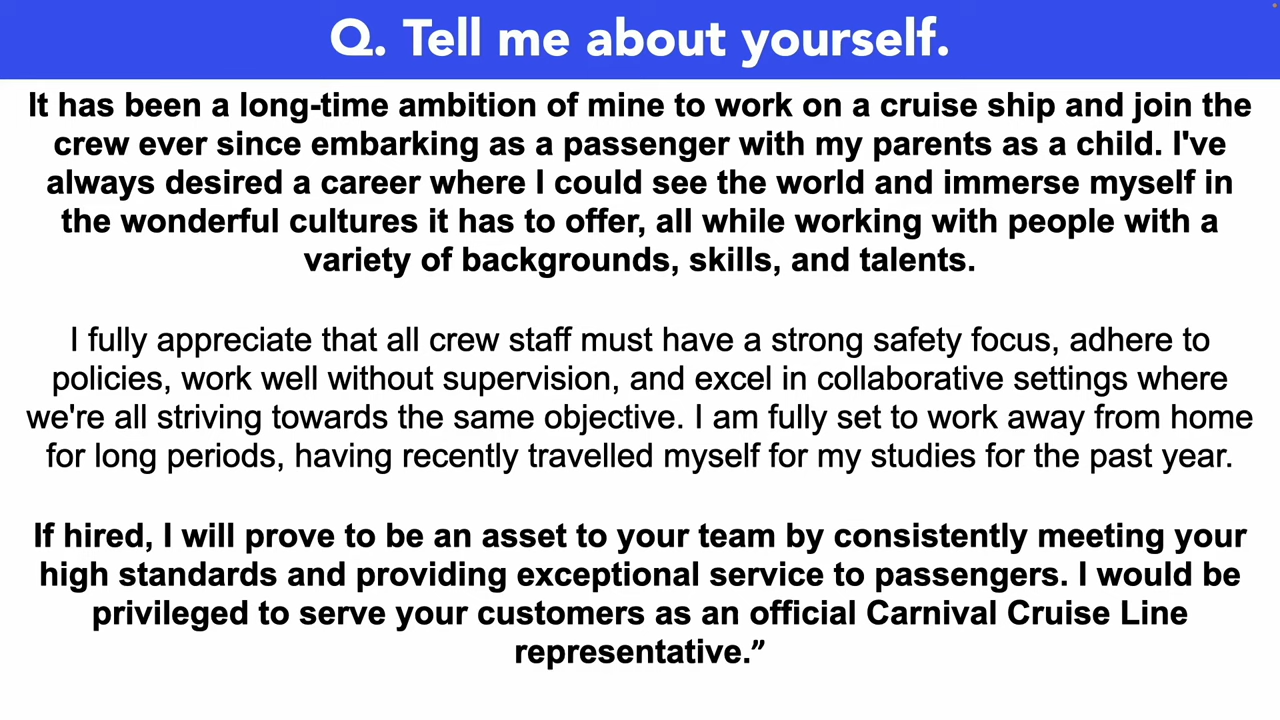 Q. Tell me about yourself.
It has been a long-time ambition of mine to work on a cruise ship and join the
crew ever since embarking as a passenger with my parents as a child. I've
always desired a career where I could see the world and immerse myself in
the wonderful cultures it has to offer, all while working with people with a
variety of backgrounds, skills, and talents.
I fully appreciate that all crew staff must have a strong safety focus, adhere to
policies, work well without supervision, and excel in collaborative settings where
we're all striving towards the same objective. I am fully set to work away from home
for long periods, having recently travelled myself for my studies for the past year.
If hired, I will prove to be an asset to your team by consistently meeting your
high standards and providing exceptional service to passengers. I would be
privileged to serve your customers as an official Carnival Cruise Line
representative.”